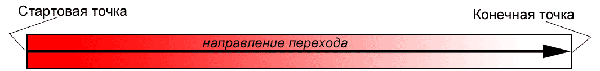 Стартовая точка
Конечная точка
направление перехода